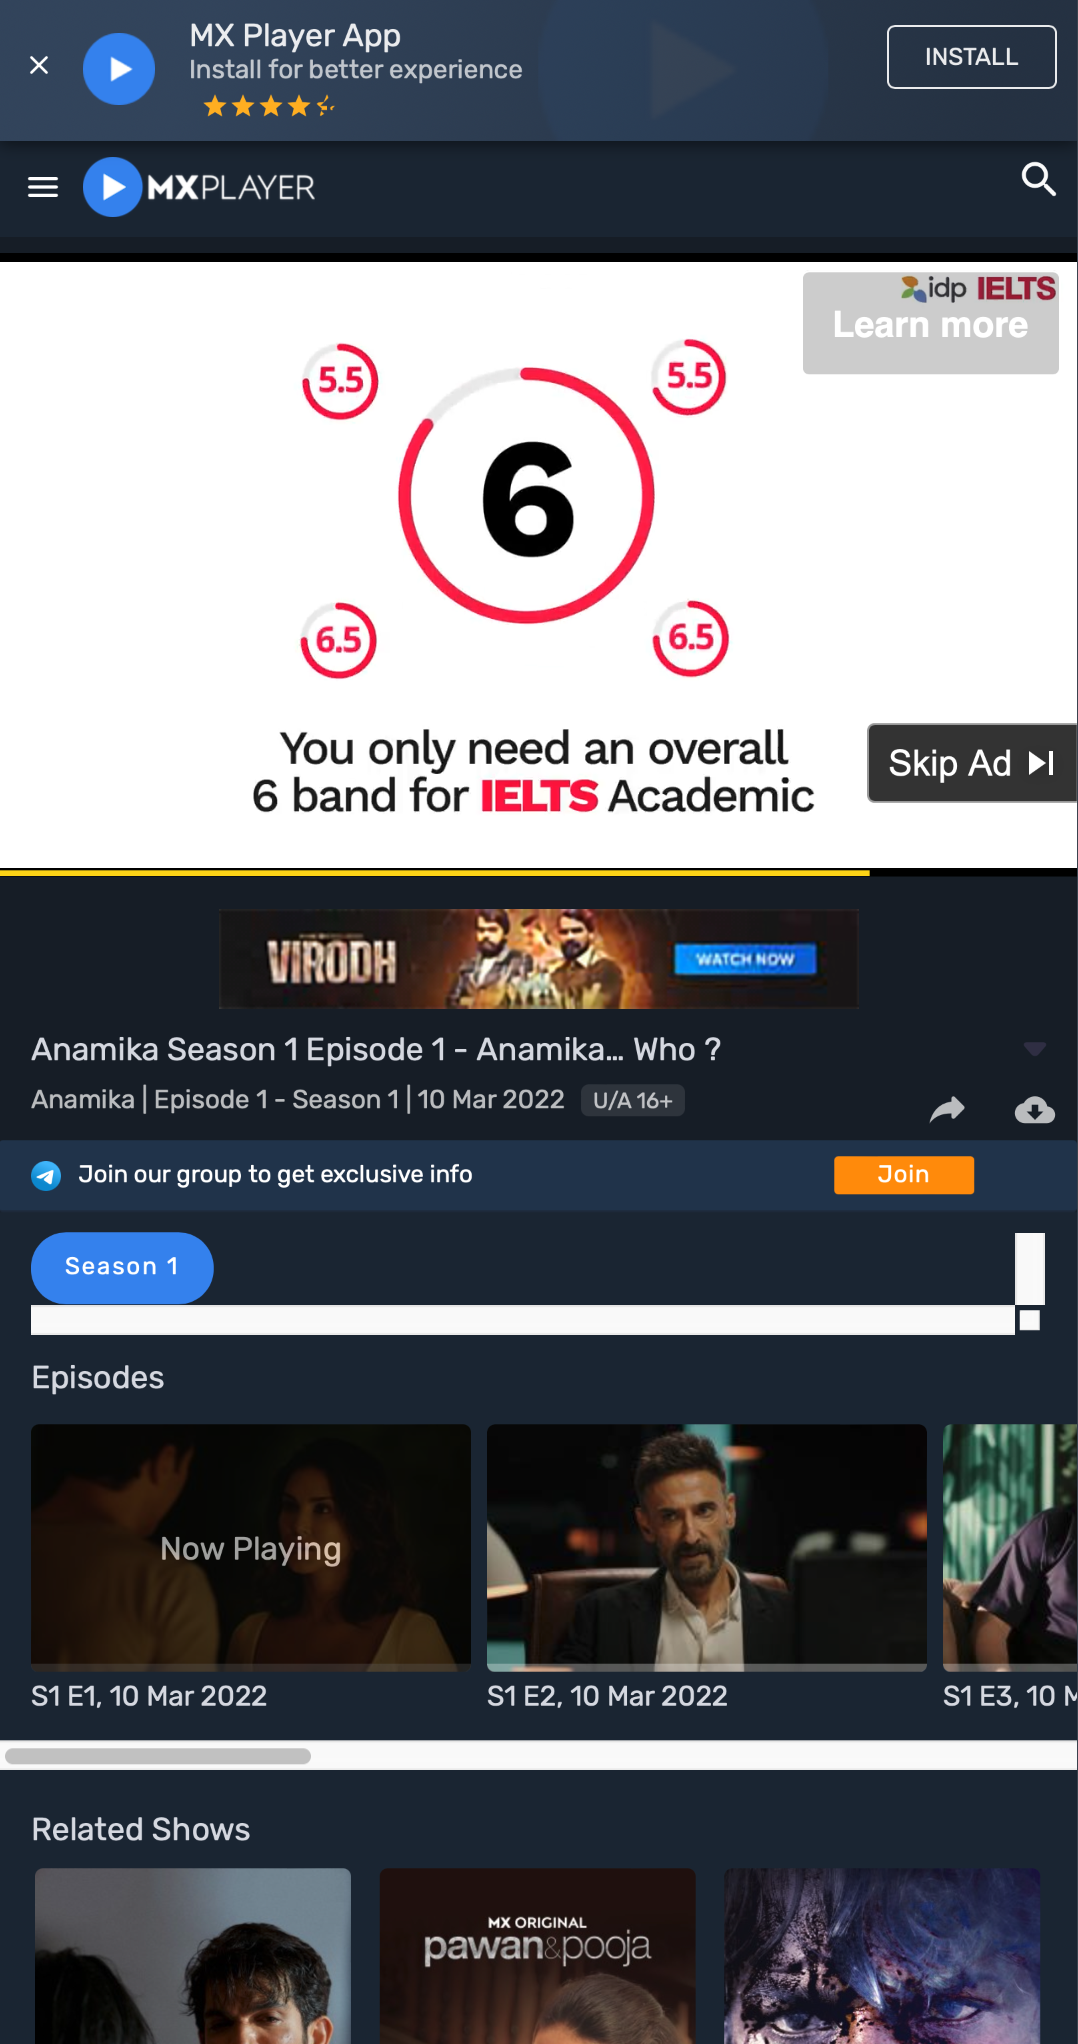 MX Player App
Install for better experience
INSTALL
MXPLAYER
idp IELTS
Learn more
5.5
5.5
6
6.5
6.5
You only need an overall
6 band for IELTS Academic
Skip Ad
VIRODH
WATCH NOW
Anamika Season 1 Episode 1 - Anamika... Who ?
Anamika | Episode 1 - Season 1 | 10 Mar 2022 U/A 16+
Join our group to get exclusive info
Join
Season 1
Episodes
Now Playing
S1 E1, 10 Mar 2022
S1 E2, 10 Mar 2022
S1 E3, 10
Related Shows
MX ORIGINAL
pawan&pooja